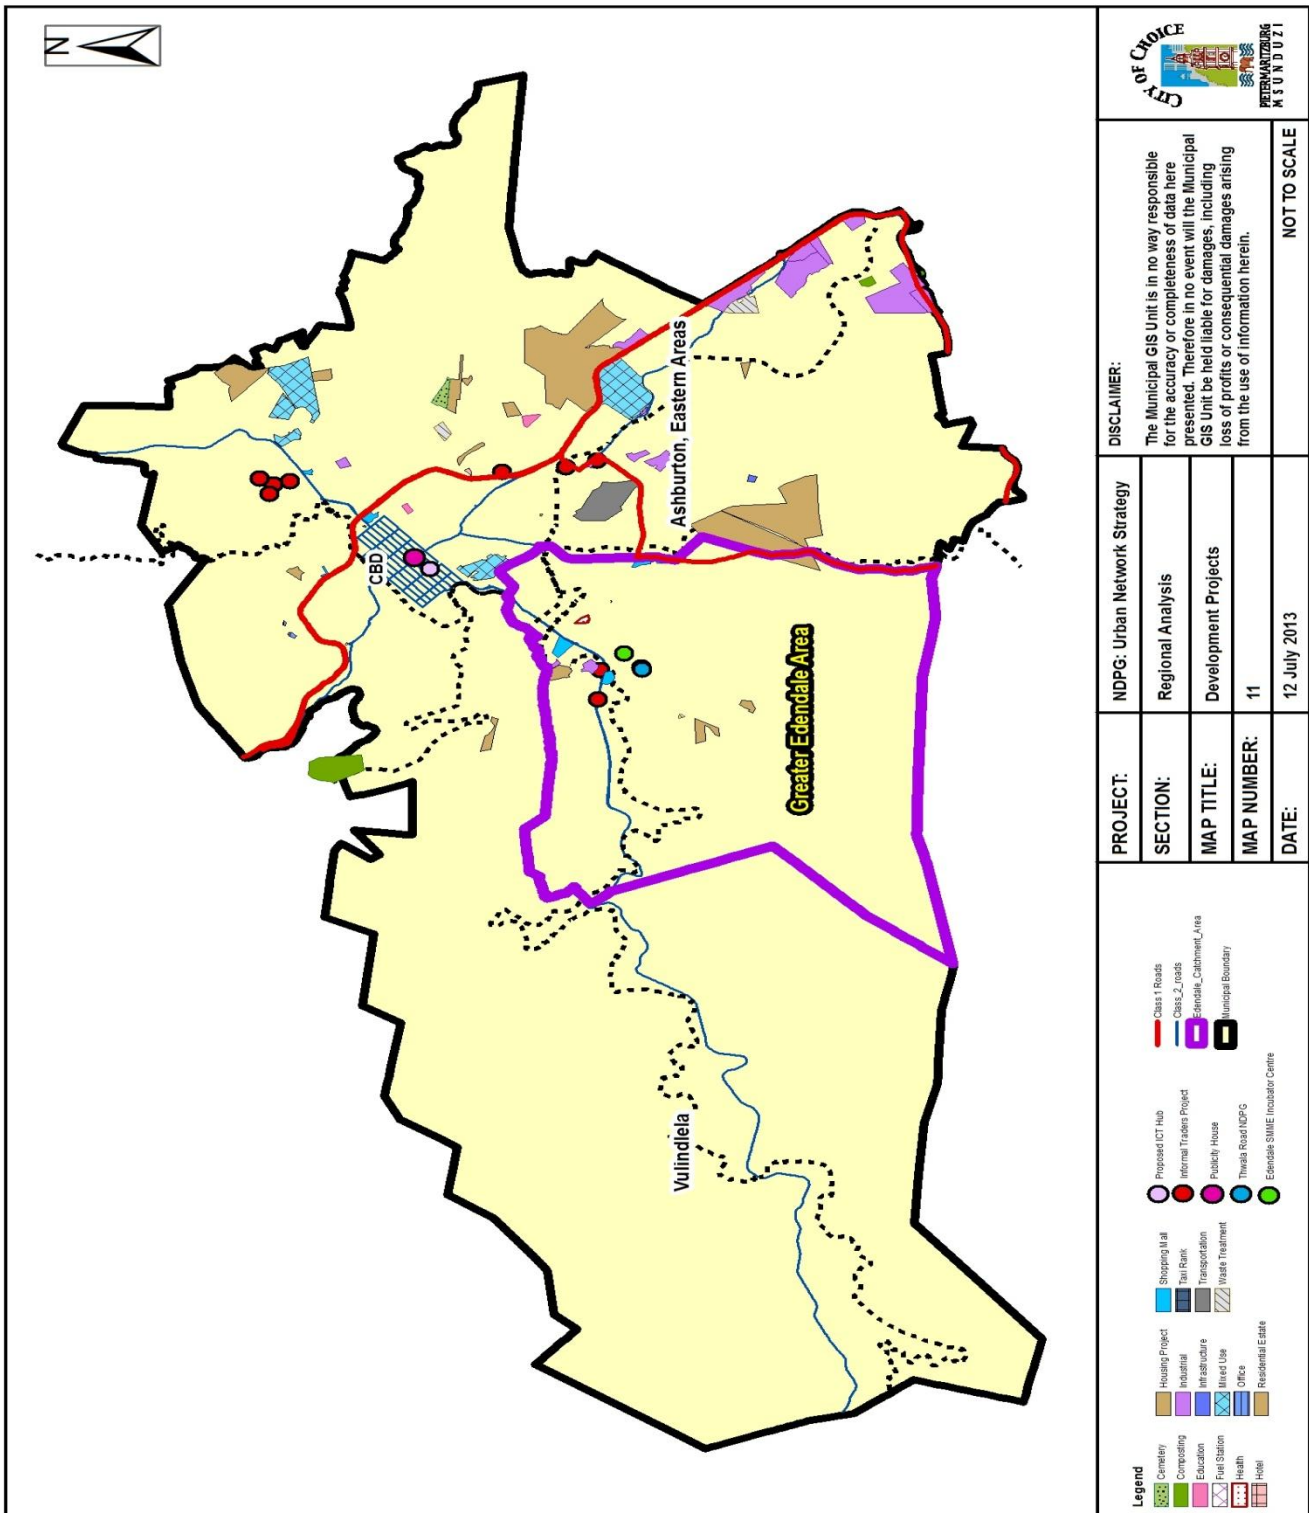 N
CBD
Ashburton, Eastern Areas
Greater Edendale Area
Vulindlela
Legend
Cemetery
Composting
Education
Fuel Station
Health
Hotel
Housing Project
Industrial
Infrastructure
Mixed Use
Office
Residential Estate
Shopping Mall
Taxi Rank
Transportation
Waste Treatment
Proposed ICT Hub
Informal Traders Project
Publicity House
Thwala Road NDPG
Edendale SMME Incubator Centre
Class 1 Roads
Class_2_roads
Edendale_Catchment_Area
Municipal Boundary
PROJECT: NDPG: Urban Network Strategy
SECTION: Regional Analysis
MAP TITLE: Development Projects
MAP NUMBER: 11
DATE: 12 July 2013
DISCLAIMER:
The Municipal GIS Unit is in no way responsible
for the accuracy or completeness of data here
presented. Therefore in no event will the Municipal
GIS Unit be held liable for damages, including
loss of profits or consequential damages arising
from the use of information herein.
NOT TO SCALE
CITY OF CHOICE
PIETERMARITZBURG
MSUNDUZI